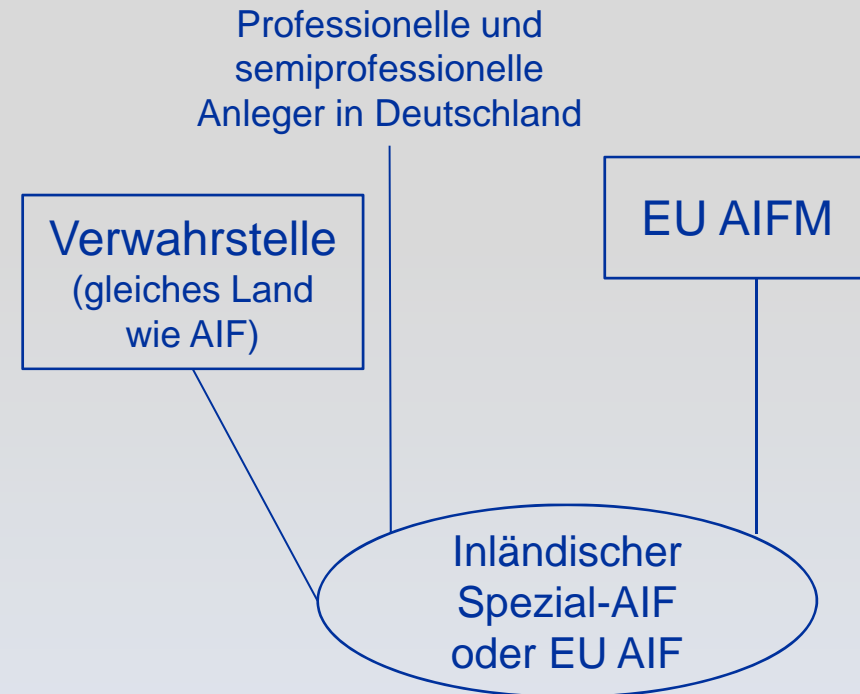 Professionelle und
semiprofessionelle
Anleger in Deutschland
EU AIFM
Verwahrstelle
(gleiches Land
wie AIF)
Inländischer
Spezial-AIF
oder EU AIF